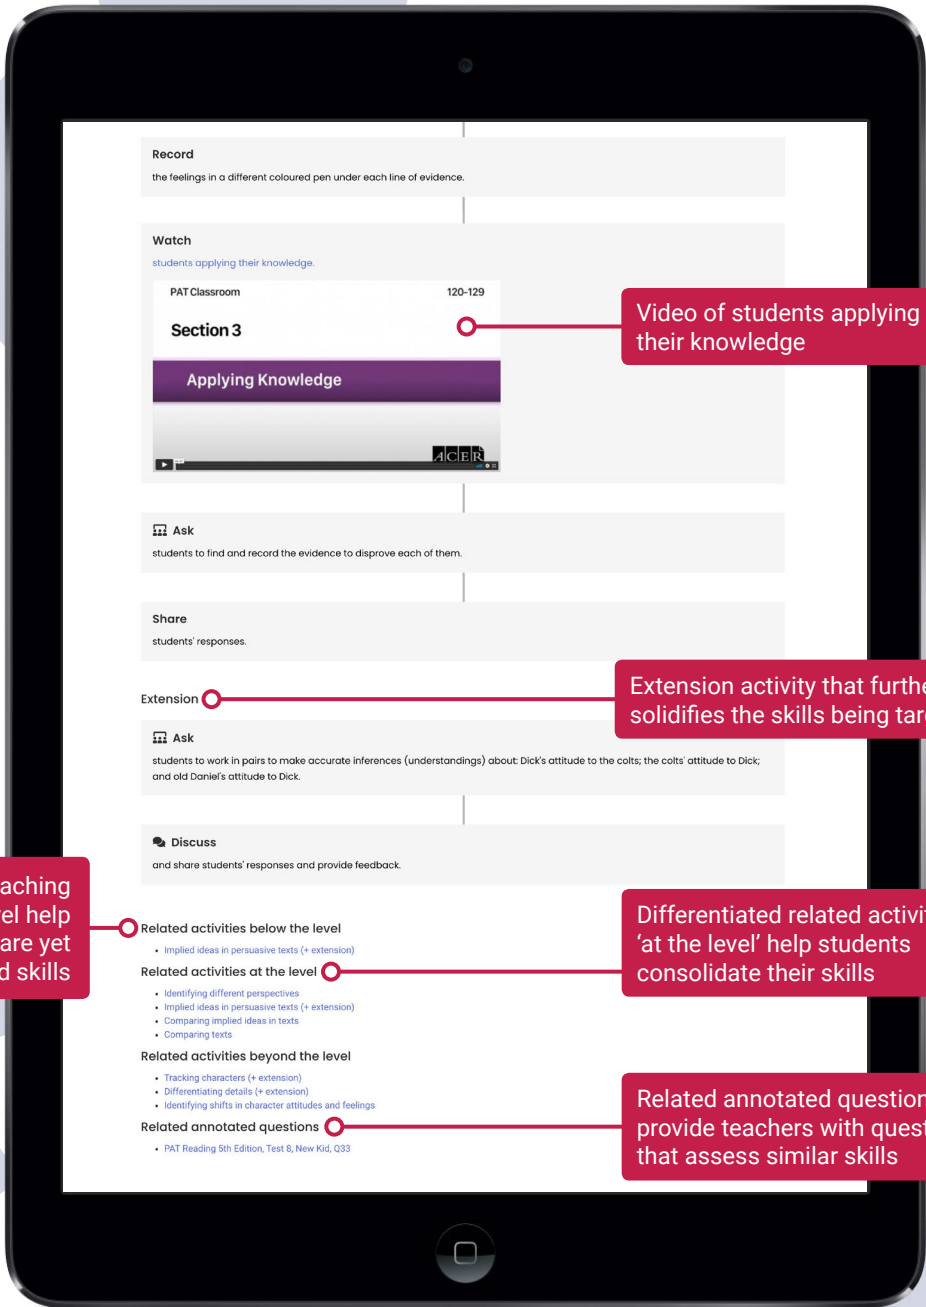 Record
the feelings in a different coloured pen under each line of evidence.
Watch
students applying their knowledge.
PAT Classroom 120-129
Section 3
Applying Knowledge
ACER
Video of students applying
their knowledge
Ask
students to find and record the evidence to disprove each of them.
Share
students' responses.
Extension
Extension activity that
solidifies the skills being
Ask
students to work in pairs to make accurate inferences (understandings) about: Dick's attitude to the colts; the colts' attitude to Dick;
and old Daniel's attitude to Dick.
Discuss
and share students' responses and provide feedback.
help
are yet
skills
Related activities below the level
• Implied ideas in persuasive texts (+ extension)
Related activities at the level
• Identifying different perspectives
• Implied ideas in persuasive texts (+ extension)
• Comparing implied ideas in texts
• Comparing texts
Differentiated related
'at the level' help students
consolidate their skills
Related activities beyond the level
• Tracking characters (+ extension)
• Differentiating details (+ extension)
• Identifying shifts in character attitudes and feelings
Related annotated questions
• PAT Reading 5th Edition, Test 8, New Kid, Q33
Related annotated
provide teachers with
that assess similar skills